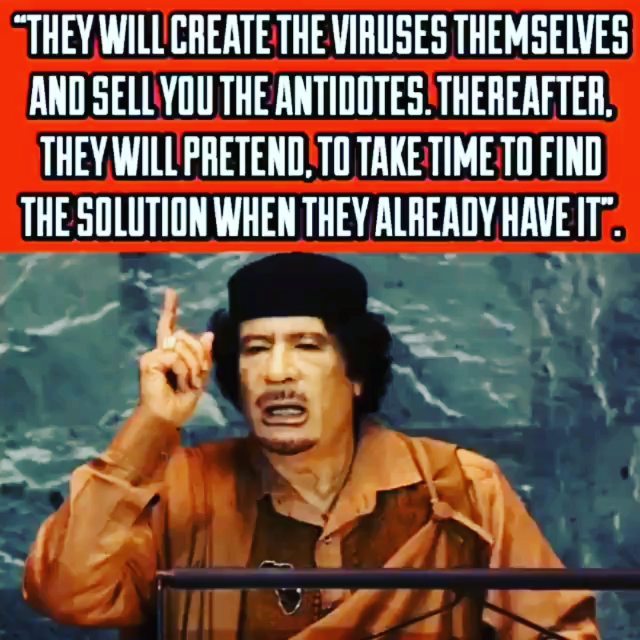 "THEY WILL CREATE THE VIRUSES THEMSELVES
AND SELL YOU THE ANTIDOTES. THEREAFTER,
THEY WILL PRETEND, TO TAKE TIME TO FIND
THE SOLUTION WHEN THEY ALREADY HAVE IT".